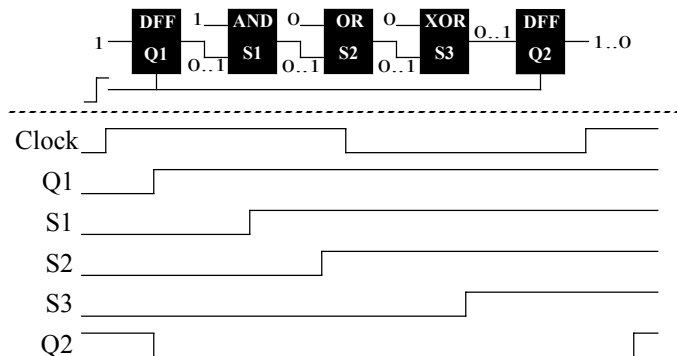 DFF
Q1
AND
S1
OR
S2
XOR
S3
DFF
Q2
1
1
0
0
0..1
0..1
0..1
0..1
1..0
Clock
Q1
S1
S2
S3
Q2